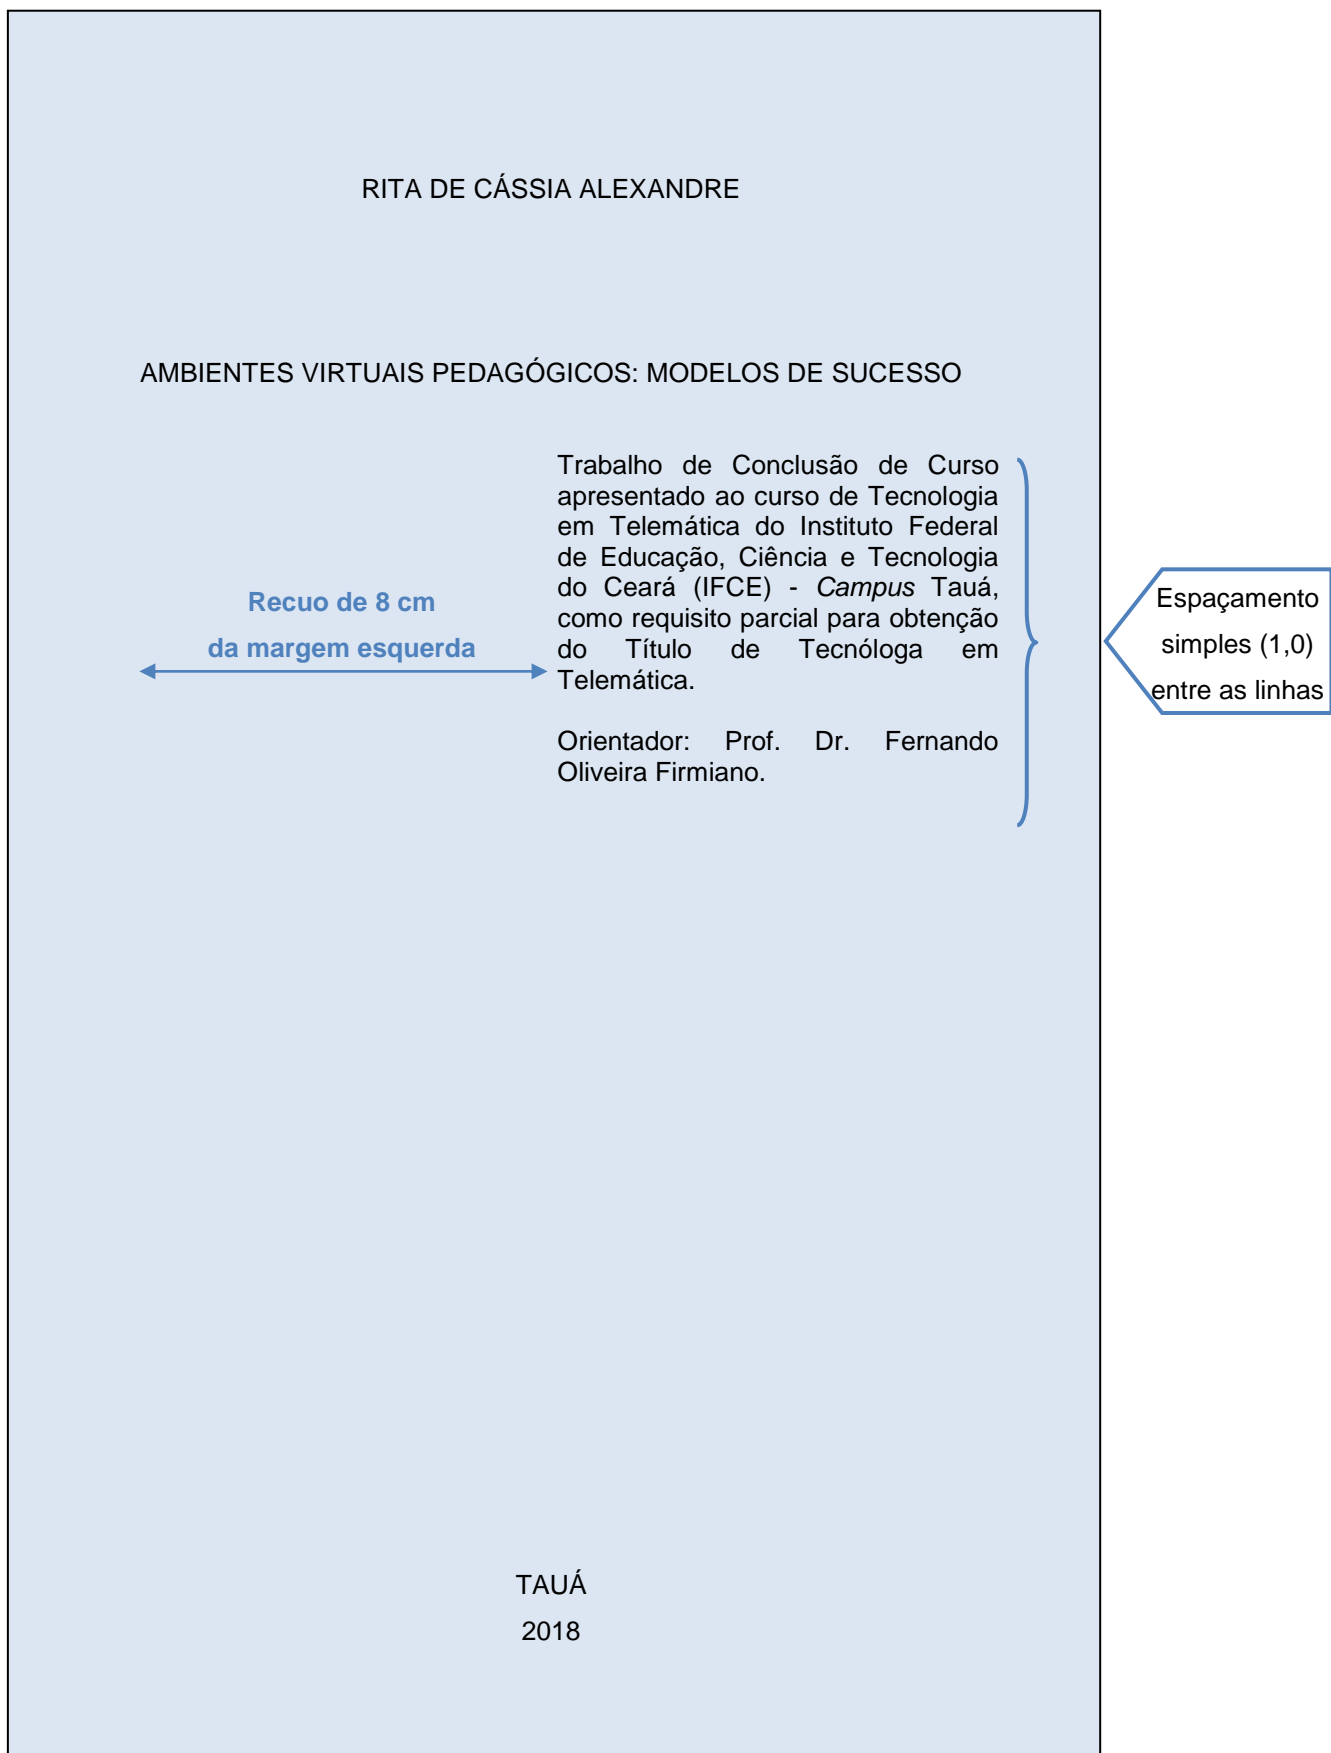 RITA DE CÁSSIA ALEXANDRE
AMBIENTES VIRTUAIS PEDAGÓGICOS: MODELOS DE SUCESSO
Trabalho de Conclusão de Curso
apresentado ao curso de Tecnologia
em Telemática do Instituto Federal
de Educação, Ciência e Tecnologia
do Ceará (IFCE) - Campus Tauá,
como requisito parcial para obtenção
do Título de Tecnóloga em
Telemática.
Orientador: Prof. Dr. Fernando
Oliveira Firmiano.
Recuo de 8 cm
da margem esquerda
Espaçamento
simples (1,0)
entre as linhas
TAUÁ
2018